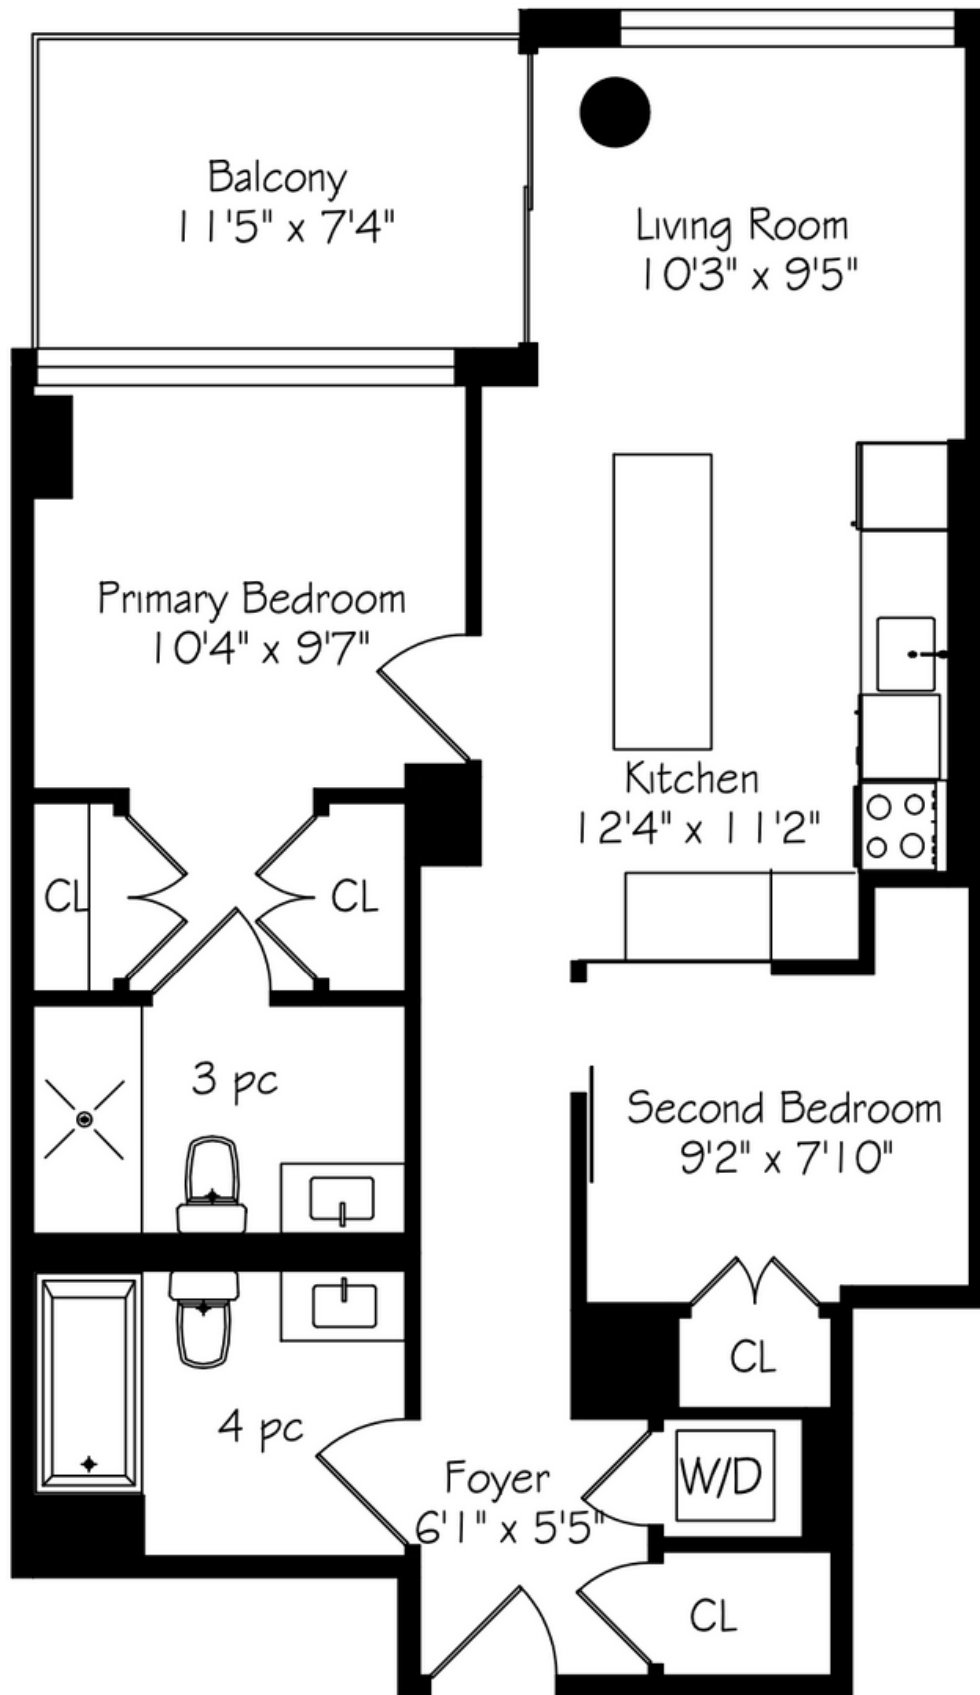 Balcony
11'5" x 7'4"
Living Room
10'3" x 9'5"
Primary Bedroom
10'4" x 9'7"
Kitchen
12'4" x 11'2"
CL
CL
3 pc
Second Bedroom
9'2" x 7'10"
CL
4 pc
Foyer
6'1" x 5'5"
W/D
CL